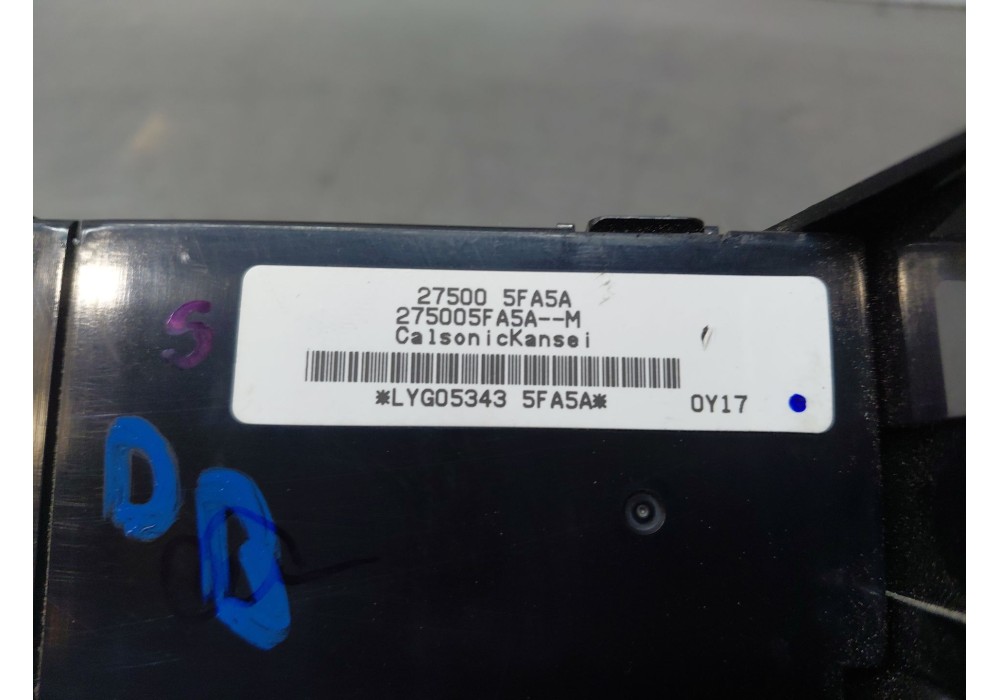 27500 5FA5A
275005FA5A--M
CalsonicKansei
*LYG05343 5FA5A* 0Y17
S
D
D